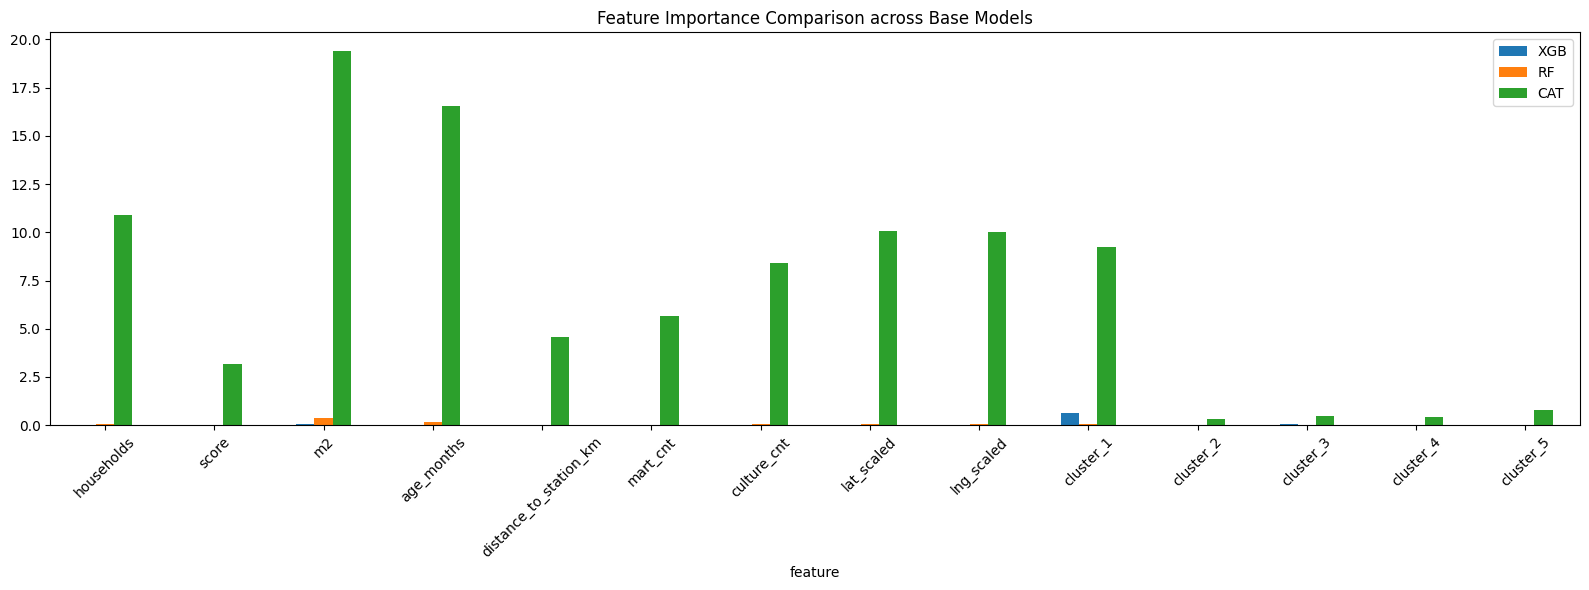 Feature Importance Comparison across Base Models
20.0
17.5
15.0
12.5
10.0
7.5
5.0
2.5
0.0
XGB
RF
CAT
households
score
m2
age_months
distance_to_station_km
mart_cnt
culture_cnt
lat_scaled
lng_scaled
cluster_1
cluster_2
cluster_3
cluster_4
cluster_5
feature